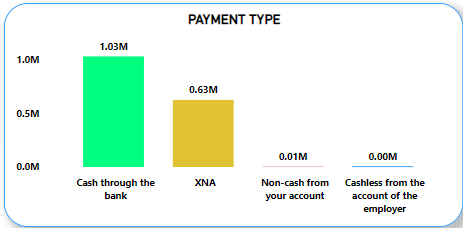 PAYMENT TYPE
1.03M
1.0M
0.63M
0.5M
0.01M
0.00M
0.0M
Cash through the
bank
XNA
Non-cash from
your account
Cashless from the
account of the
employer